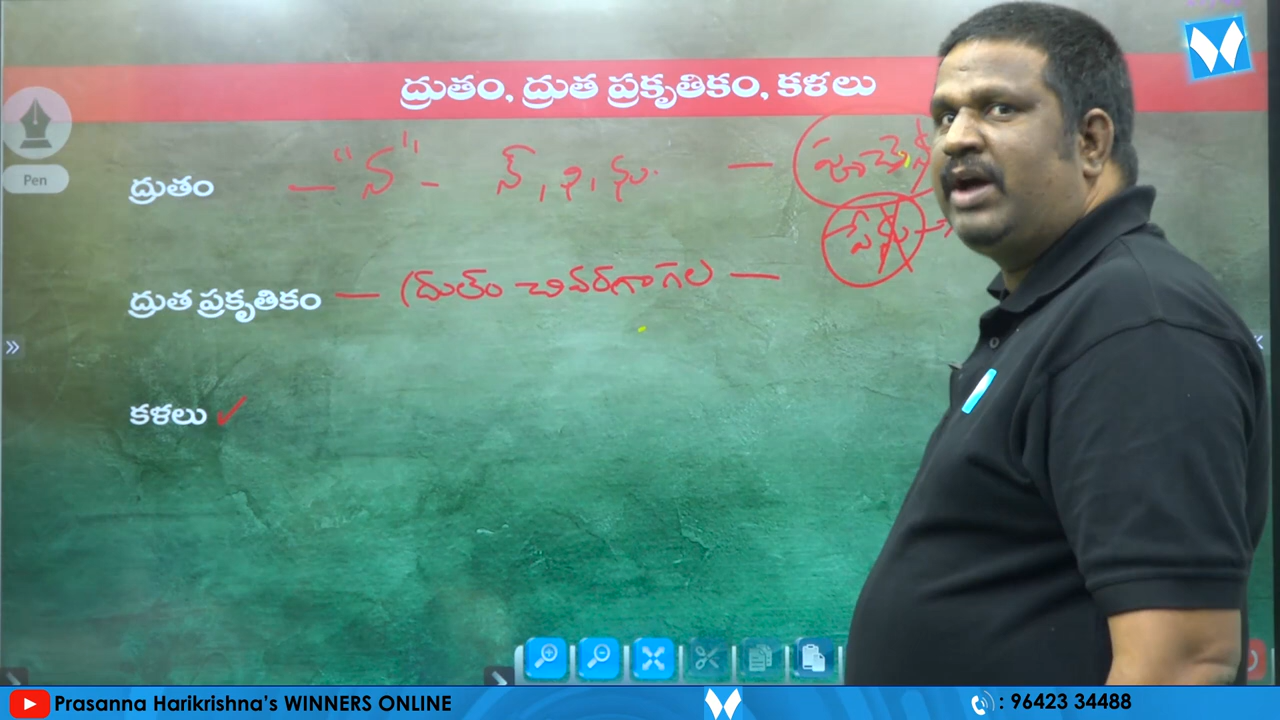 ద్రుతం, ద్రుత ప్రకృతికం, కళలు
Pen
ద్రుతం — "న" - న్, ని, ను. —
ద్రుత ప్రకృతికం — ద్రుతం చివరగాగల —
కళలు ✓
Prasanna Harikrishna's WINNERS ONLINE
: 96423 34488